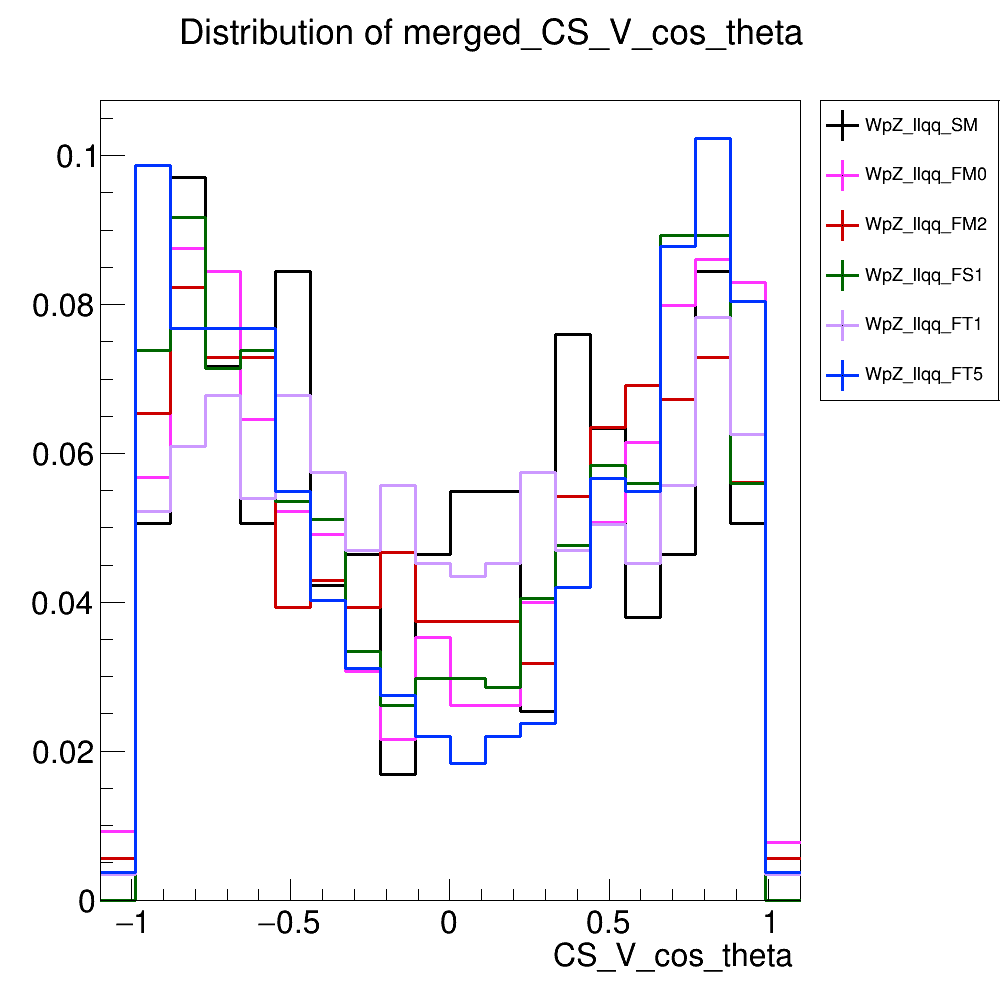 Distribution of merged_CS_V_cos_theta
WpZ_llqq_SM
WpZ_llqq_FM0
WpZ_llqq_FM2
WpZ_llqq_FS1
WpZ_llqq_FT1
WpZ_llqq_FT5
0.1
0.08
0.06
0.04
0.02
0
−1 −0.5 0 0.5 1
CS_V_cos_theta